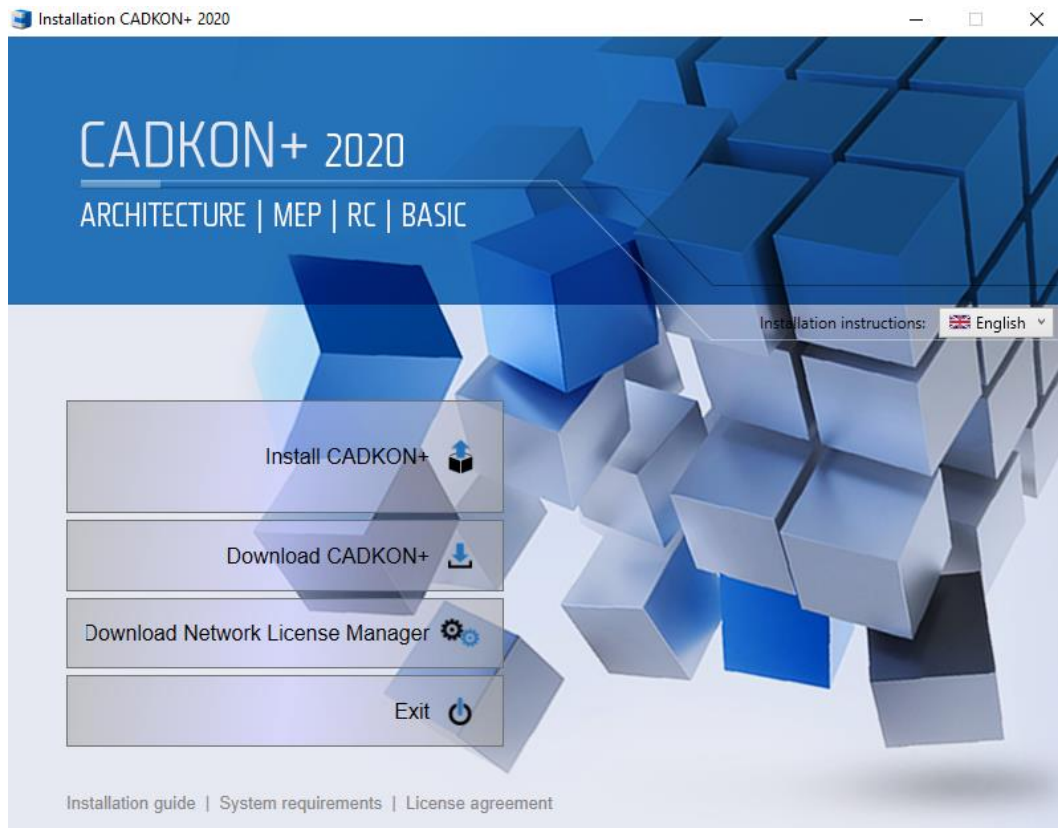 Installation CADKON+ 2020
CADKON+ 2020
ARCHITECTURE | MEP | RC | BASIC
Installation instructions: English
Install CADKON+
Download CADKON+
Download Network License Manager
Exit
Installation guide | System requirements | License agreement